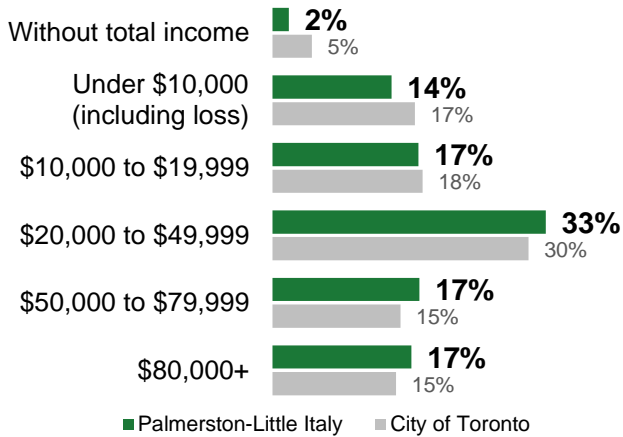 Without total income
2%
5%
Under $10,000
(including loss)
14%
17%
$10,000 to $19,999
17%
18%
$20,000 to $49,999
33%
30%
$50,000 to $79,999
17%
15%
$80,000+
17%
15%
Palmerston-Little Italy
City of Toronto